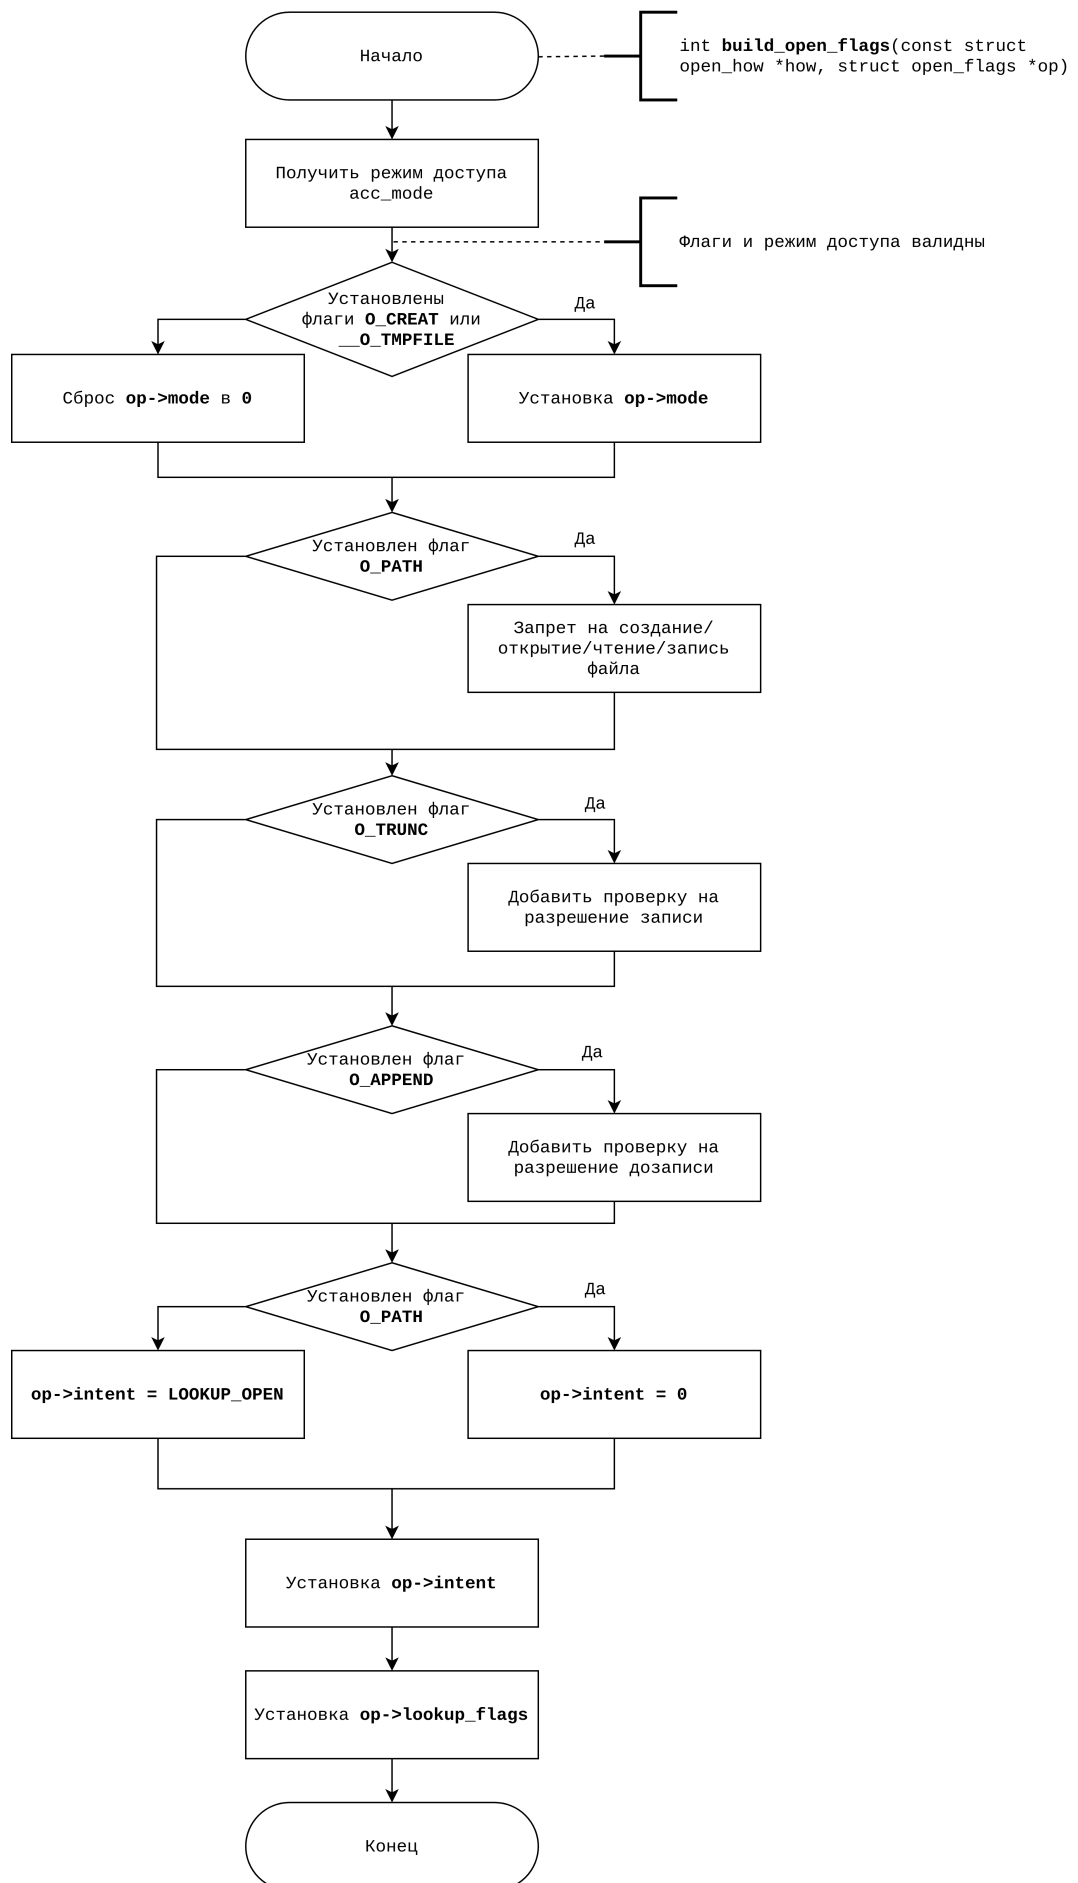 Начало
int build_open_flags(const struct
open_how *how, struct open_flags *op)
Получить режим доступа
acc_mode
Флаги и режим доступа валидны
Установлены
флаги O_CREAT или
__O_TMPFILE
Да
Сброс op->mode в 0
Установка op->mode
Установлен флаг
O_PATH
Да
Запрет на создание/
открытие/чтение/запись
файла
Установлен флаг
O_TRUNC
Да
Добавить проверку на
разрешение записи
Установлен флаг
O_APPEND
Да
Добавить проверку на
разрешение дозаписи
Установлен флаг
O_PATH
Да
op->intent = LOOKUP_OPEN
op->intent = 0
Установка op->intent
Установка op->lookup_flags
Конец